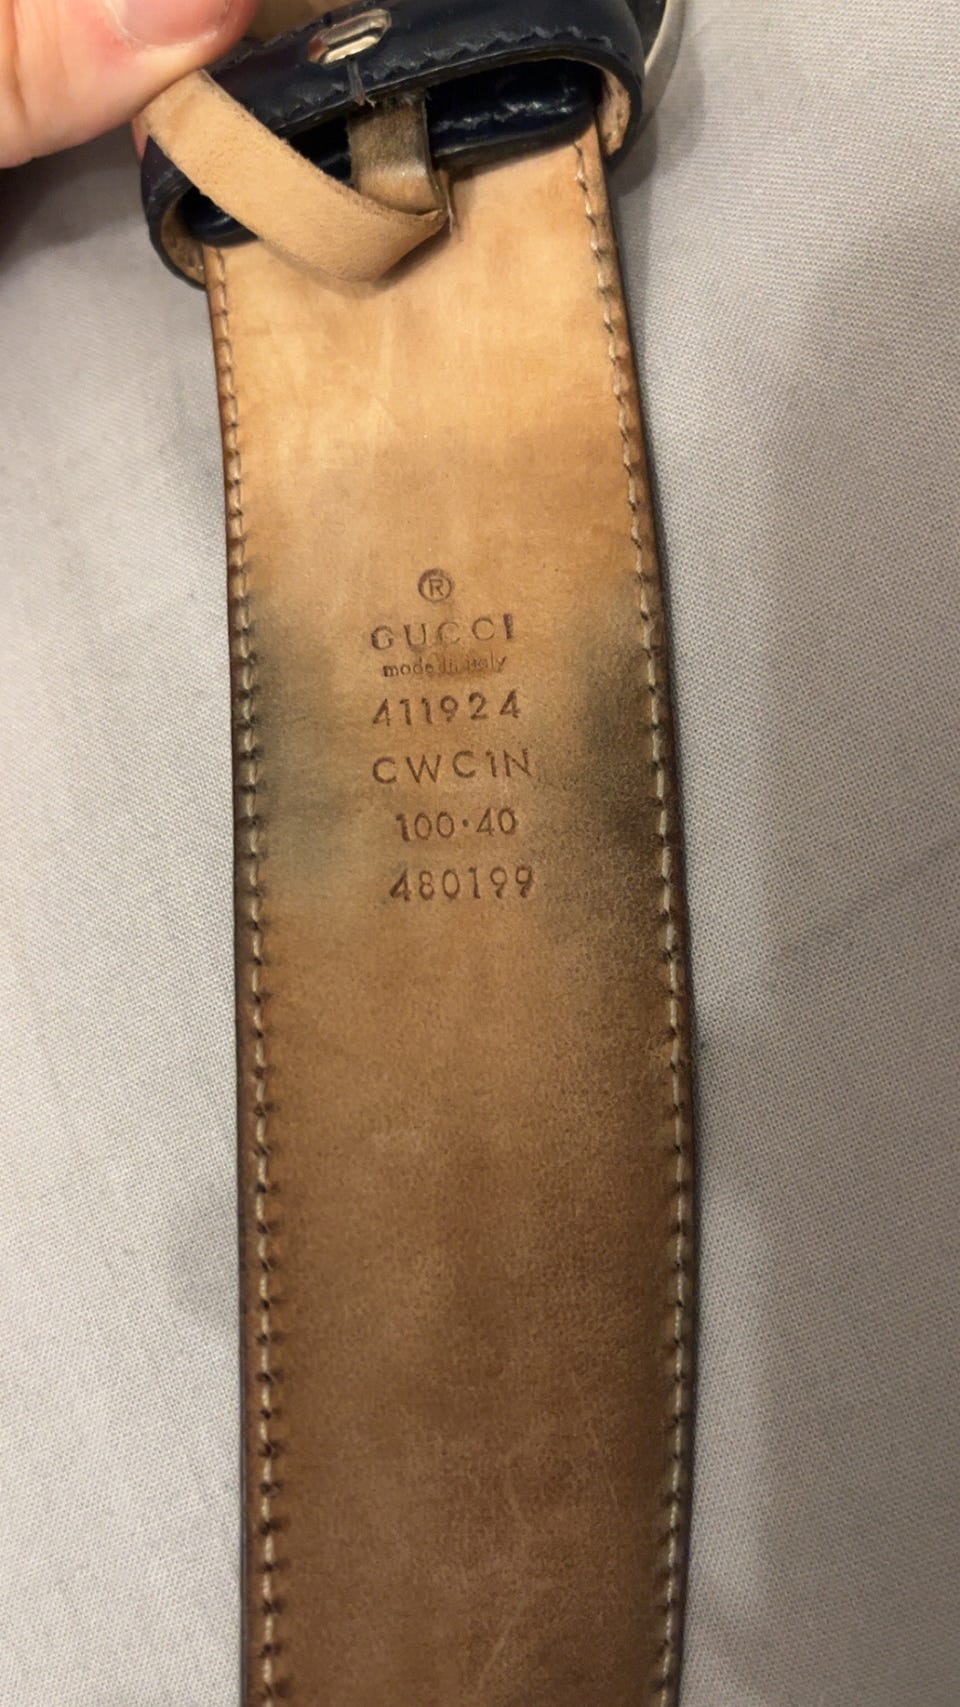 ®
GUCCI
made in italy
411924
CWC1N
100·40
480199